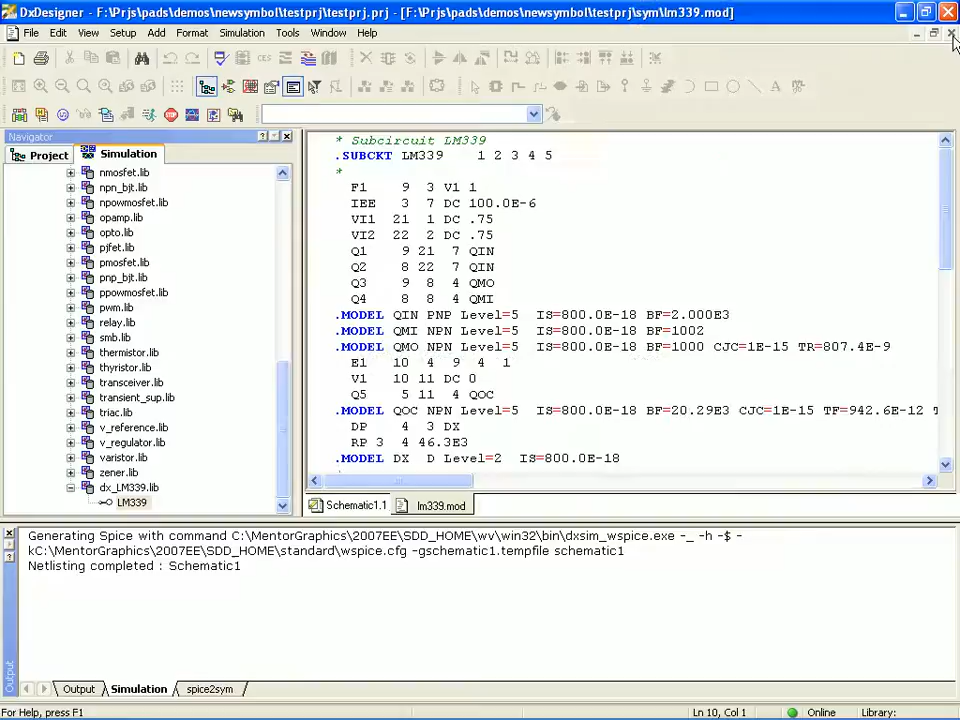 DxDesigner - F:\Prjs\pads\demos\newsymbol\testprj\testprj.prj - [F:\Prjs\pads\demos\newsymbol\testprj\sym\lm339.mod]
File Edit View Setup Add Format Simulation Tools Window Help
Navigator
Project Simulation
nmosfet.lib
npn_bjt.lib
npowmosfet.lib
opamp.lib
opto.lib
pjfet.lib
pmosfet.lib
pnp_bjt.lib
ppowmosfet.lib
pwm.lib
relay.lib
smb.lib
thermistor.lib
thyristor.lib
transceiver.lib
transient_sup.lib
triac.lib
v_reference.lib
v_regulator.lib
varistor.lib
zener.lib
dx_LM339.lib
LM339
* Subcircuit LM339
.SUBCKT LM339 1 2 3 4 5
*
F1 9 3 V1 1
IEE 3 7 DC 100.0E-6
VI1 21 1 DC .75
VI2 22 2 DC .75
Q1 9 21 7 QIN
Q2 8 22 7 QIN
Q3 9 8 4 QMO
Q4 8 8 4 QMI
.MODEL QIN PNP Level=5 IS=800.0E-18 BF=2.000E3
.MODEL QMI NPN Level=5 IS=800.0E-18 BF=1002
.MODEL QMO NPN Level=5 IS=800.0E-18 BF=1000 CJC=1E-15 TR=807.4E-9
E1 10 4 9 4 1
V1 10 11 DC 0
Q5 5 11 4 QOC
.MODEL QOC NPN Level=5 IS=800.0E-18 BF=20.29E3 CJC=1E-15 TF=942.6E-12
DP 4 3 DX
RP 3 4 46.3E3
.MODEL DX D Level=2 IS=800.0E-18
Schematic1.1 lm339.mod
Generating Spice with command C:\MentorGraphics\2007EE\SDD_HOME\wv\win32\bin\dxsim_wspice.exe -_ -h -$ -
kC:\MentorGraphics\2007EE\SDD_HOME\standard\wspice.cfg -gschematic1.tempfile schematic1
Netlisting completed : Schematic1
Output
Output Simulation spice2sym
For Help, press F1 Ln 10, Col 1 Online Library: